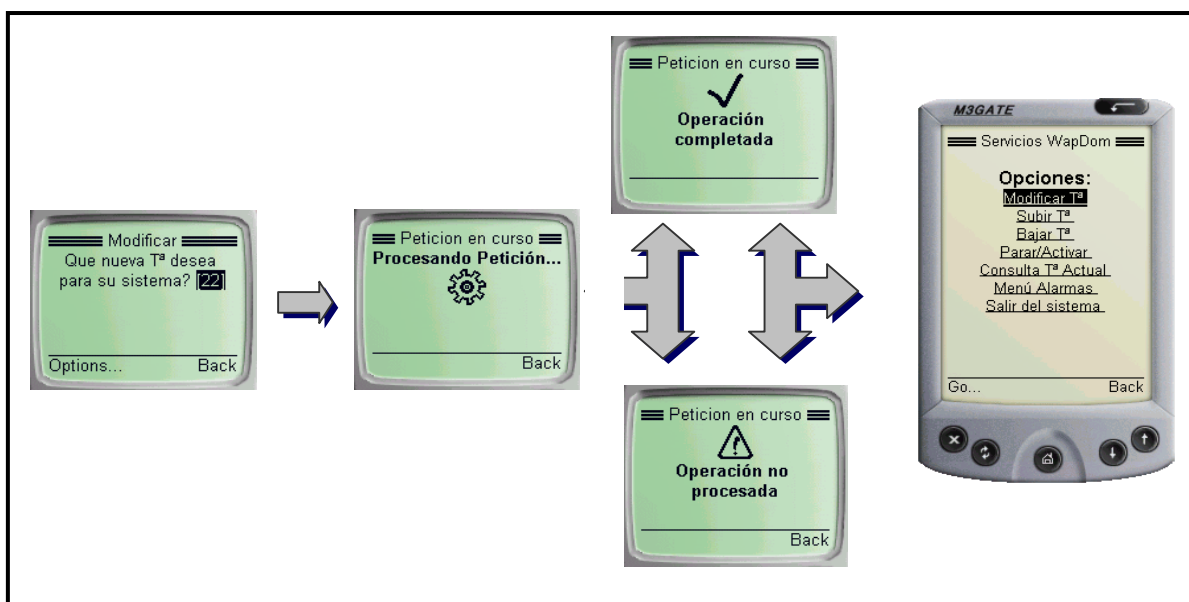 Modificar
Que nueva Tª desea
para su sistema? [22]
Options... Back
Peticion en curso
Procesando Petición...
Back
Peticion en curso
Operación
completada
Peticion en curso
Operación no
procesada
Back
M3GATE
Servicios WapDom
Opciones:
Modificar Tª
Subir Tª
Bajar Tª
Parar/Activar
Consulta Tª Actual
Menú Alarmas
Salir del sistema
Go... Back